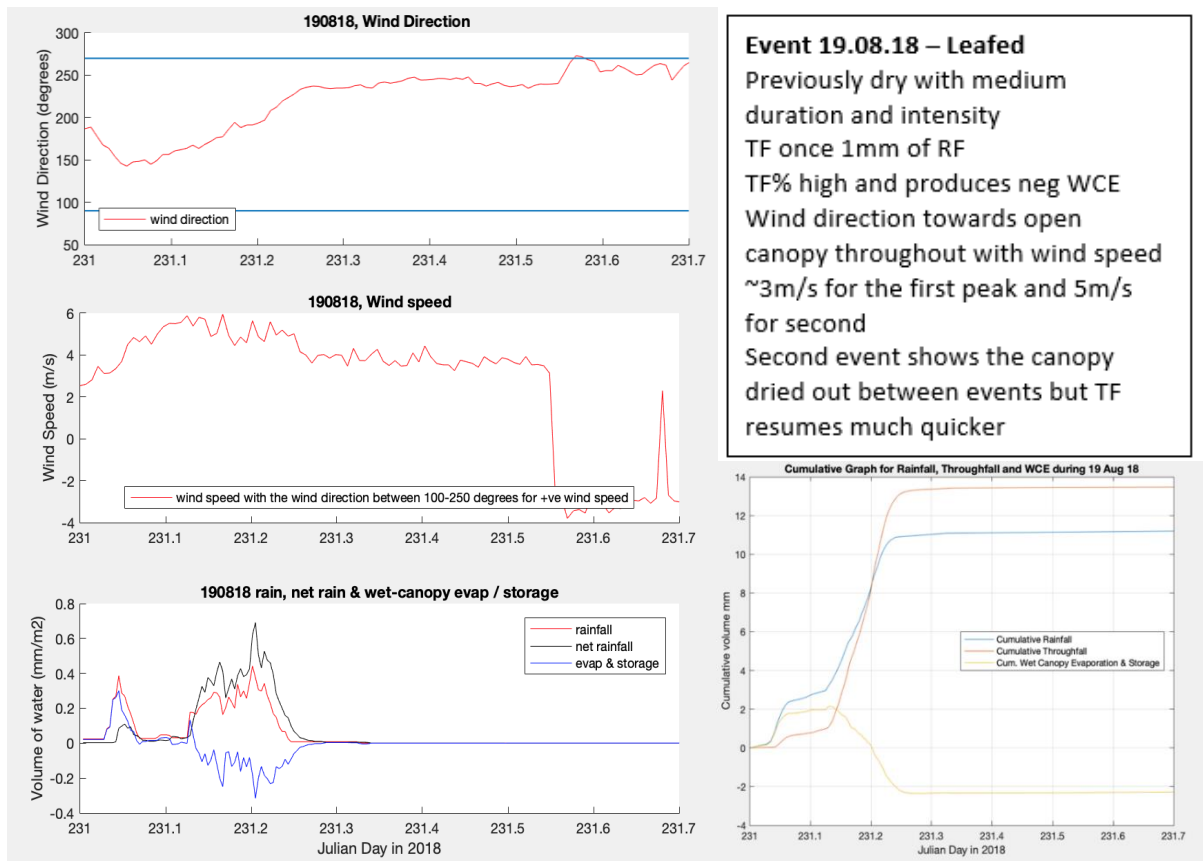 190818, Wind Direction
300
250
200
150
100
50
Wind Direction (degrees)
wind direction
231 231.1 231.2 231.3 231.4 231.5 231.6 231.7
190818, Wind speed
6
4
2
0
-2
-4
Wind Speed (m/s)
wind speed with the wind direction between 100-250 degrees for +ve wind speed
231 231.1 231.2 231.3 231.4 231.5 231.6 231.7
190818 rain, net rain & wet-canopy evap / storage
0.8
0.6
0.4
0.2
0
-0.2
-0.4
Volume of water (mm/m2)
rainfall
net rainfall
evap & storage
231 231.1 231.2 231.3 231.4 231.5 231.6 231.7
Julian Day in 2018
Event 19.08.18 – Leafed
Previously dry with medium
duration and intensity
TF once 1mm of RF
TF% high and produces neg WCE
Wind direction towards open
canopy throughout with wind speed
~3m/s for the first peak and 5m/s
for second
Second event shows the canopy
dried out between events but TF
resumes much quicker
Cumulative Graph for Rainfall, Throughfall and WCE during 19 Aug 18
14
12
10
8
6
4
2
0
-2
-4
Cumulative volume mm
Cumulative Rainfall
Cumulative Throughfall
Cum. Wet Canopy Evaporation & Storage
231 231.1 231.2 231.3 231.4 231.5 231.6 231.7
Julian Day in 2018